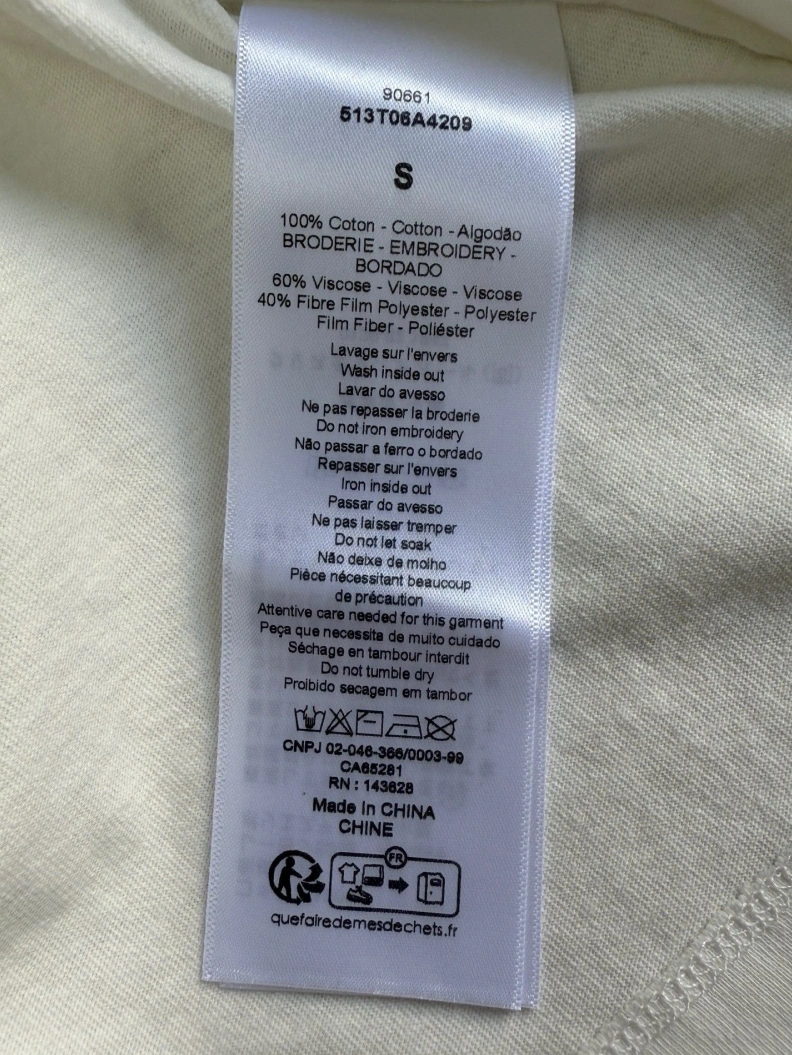 90661
513T06A4209
S
100% Coton - Cotton - Algodão
BRODERIE - EMBROIDERY -
BORDADO
60% Viscose - Viscose - Viscose
40% Fibre Film Polyester - Polyester
Film Fiber - Poliéster
Lavage sur l'envers
Wash inside out
Lavar do avesso
Ne pas repasser la broderie
Do not iron embroidery
Não passar a ferro o bordado
Repasser sur l'envers
Iron inside out
Passar do avesso
Ne pas laisser tremper
Do not let soak
Não deixe de molho
Pièce nécessitant beaucoup
de précaution
Attentive care needed for this garment
Peça que necessita de muito cuidado
Séchage en tambour interdit
Do not tumble dry
Proibido secagem em tambor
CNPJ 02-046-366/0003-99
CA65281
RN : 143628
Made In CHINA
CHINE
FR
quefairedemesdechets.fr